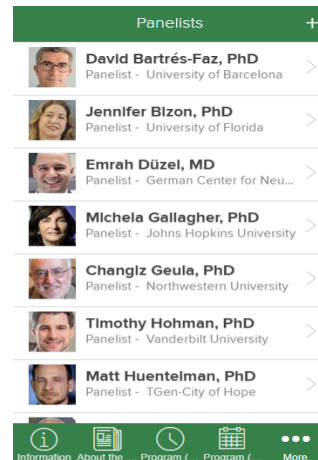 Panelists +
David Bartrés-Faz, PhD
Panelist - University of Barcelona
Jennifer Bizon, PhD
Panelist - University of Florida
Emrah Düzel, MD
Panelist - German Center for Neu...
Michela Gallagher, PhD
Panelist - Johns Hopkins University
Changiz Geula, PhD
Panelist - Northwestern University
Timothy Hohman, PhD
Panelist - Vanderbilt University
Matt Huentelman, PhD
Panelist - TGen-City of Hope
Information About the Program ( Program ( More